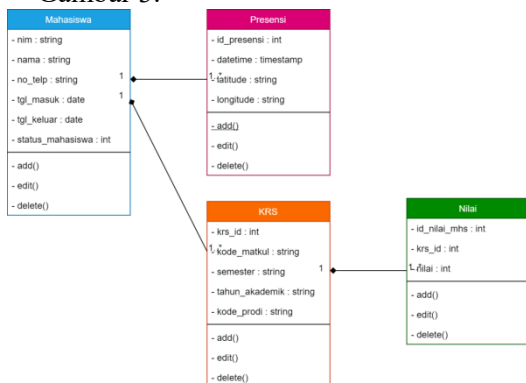 Gambar 3.
Mahasiswa
- nim : string
- nama : string
- no_telp : string
- tgl_masuk : date
- tgl_keluar : date
- status_mahasiswa : int
- add()
- edit()
- delete()
1
1
Presensi
- id_presensi : int
- datetime : timestamp
- latitude : string
- longitude : string
- add()
- edit()
- delete()
1..*
KRS
- krs_id : int
- kode_matkul : string
- semester : string
- tahun_akademik : string
- kode_prodi : string
- add()
- edit()
- delete()
1..*
1
Nilai
- id_nilai_mhs : int
- krs_id : int
- nilai : int
- add()
- edit()
- delete()
1..*